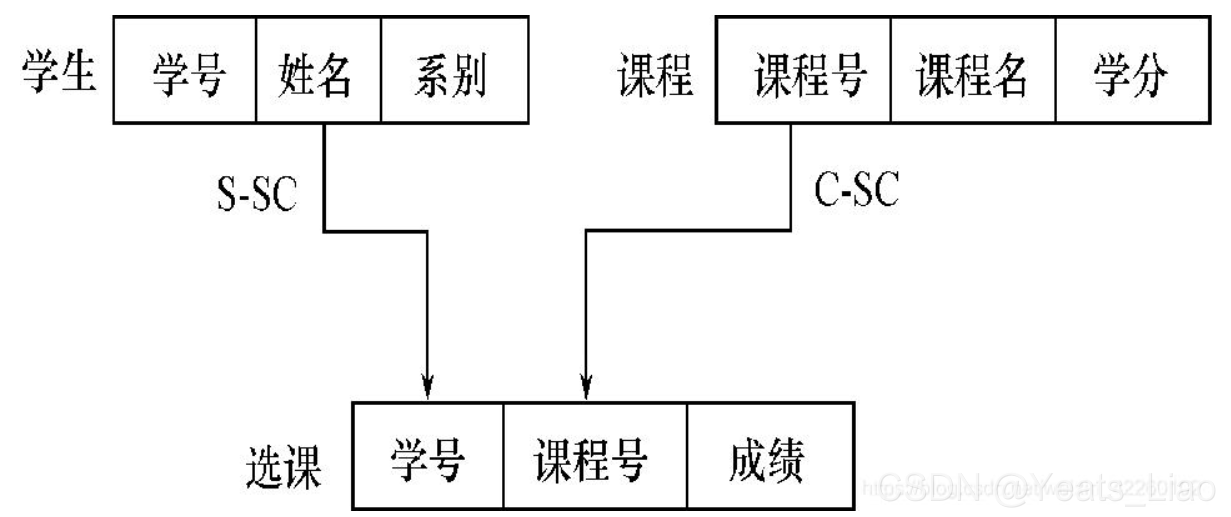 学生 学号 姓名 系别 课程 课程号 课程名 学分
S-SC C-SC
选课 学号 课程号 成绩
CSDN @Yeats_Liao